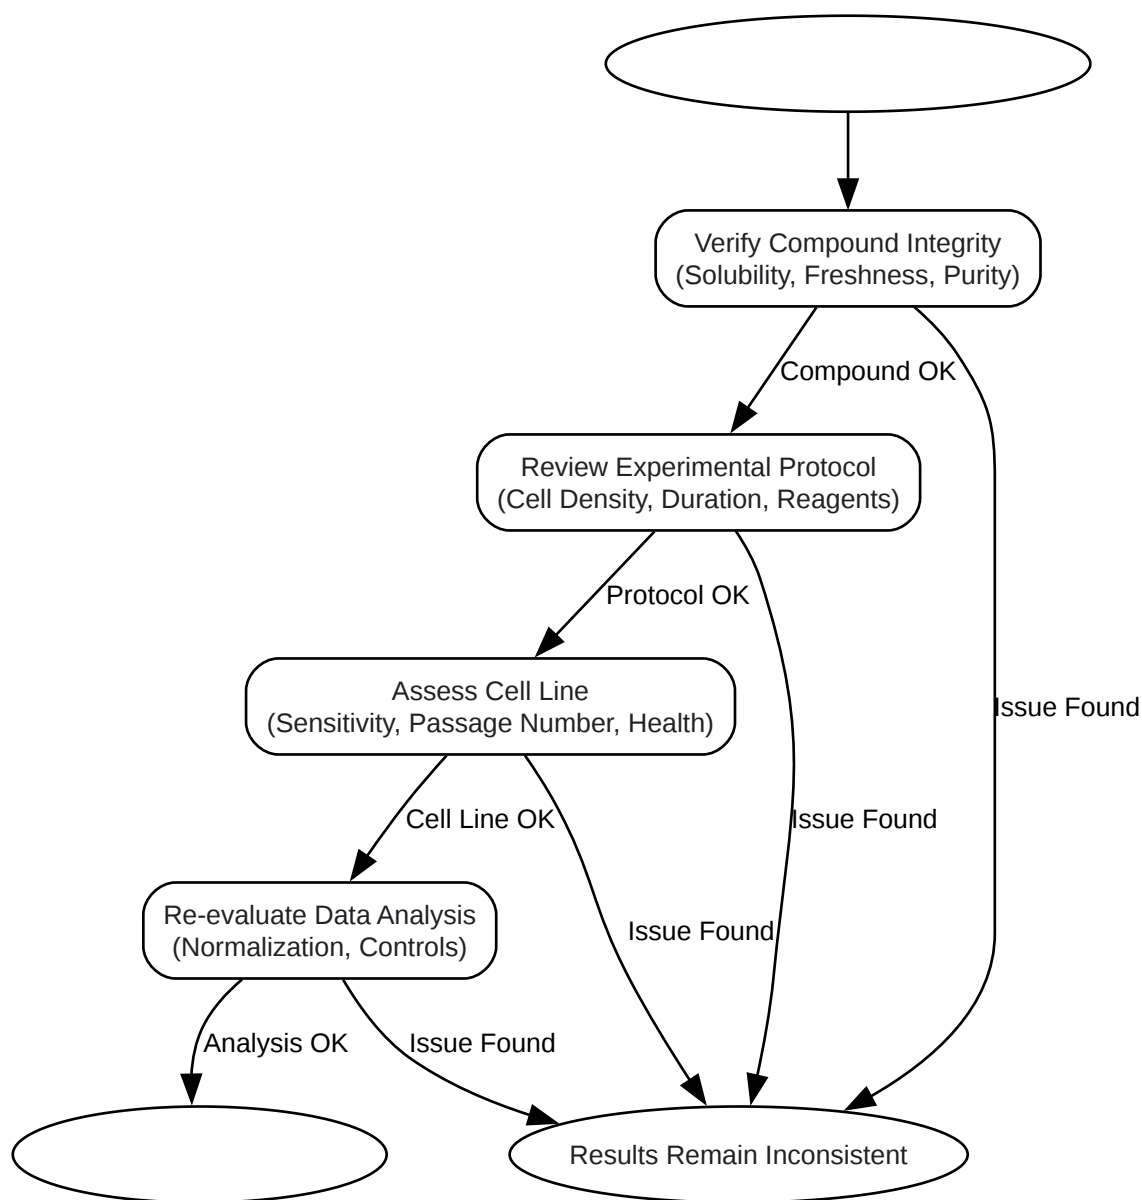 Verify Compound Integrity
(Solubility, Freshness, Purity)
Compound OK
Review Experimental Protocol
(Cell Density, Duration, Reagents)
Protocol OK
Assess Cell Line
(Sensitivity, Passage Number, Health)
Issue Found
Cell Line OK
Issue Found
Re-evaluate Data Analysis
(Normalization, Controls)
Issue Found
Analysis OK
Issue Found
Results Remain Inconsistent